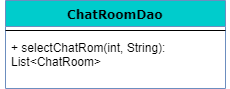 ChatRoomDao
+ selectChatRom(int, String):
List<ChatRoom>